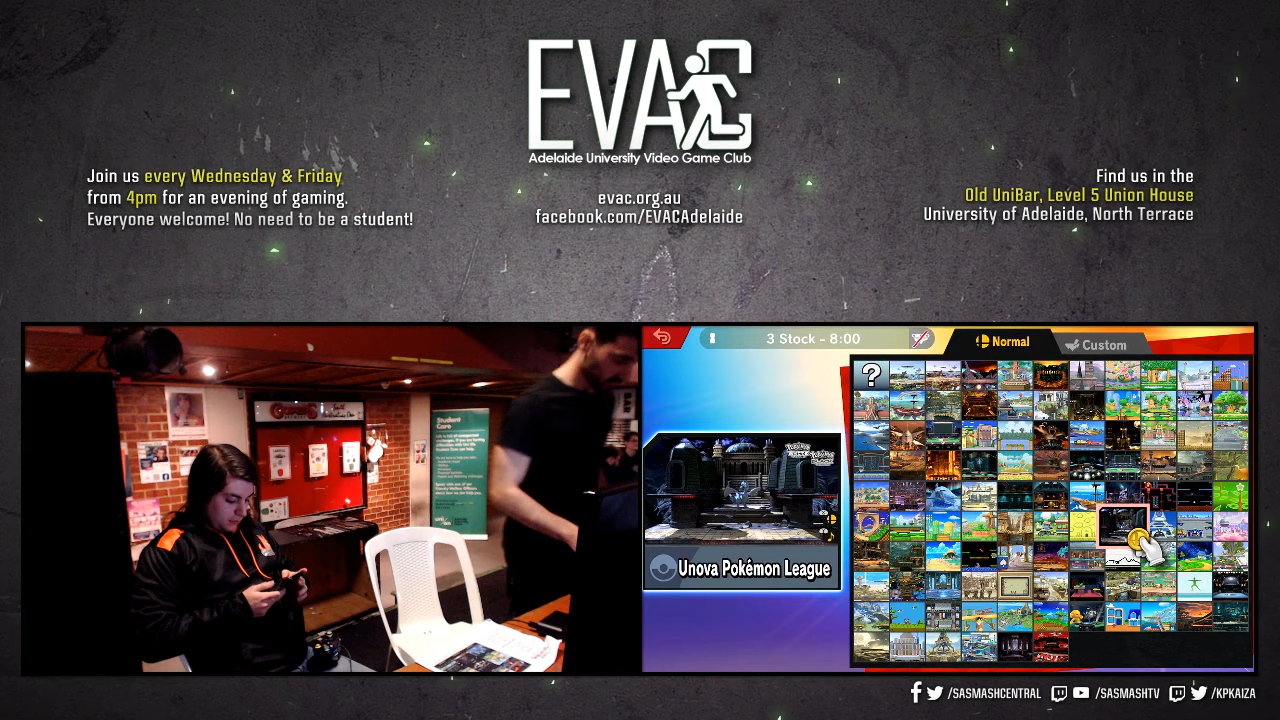 EVAC
Adelaide University Video Game Club
Join us every Wednesday & Friday
from 4pm for an evening of gaming.
Everyone welcome! No need to be a student!
evac.org.au
facebook.com/EVACAdelaide
Find us in the
Old UniBar, Level 5 Union House
University of Adelaide, North Terrace
3 Stock - 8:00
Normal
Custom
?
Student
Care
Unova Pokémon League
/SASMASHCENTRAL
/SASMASHTV
/KPKAIZA